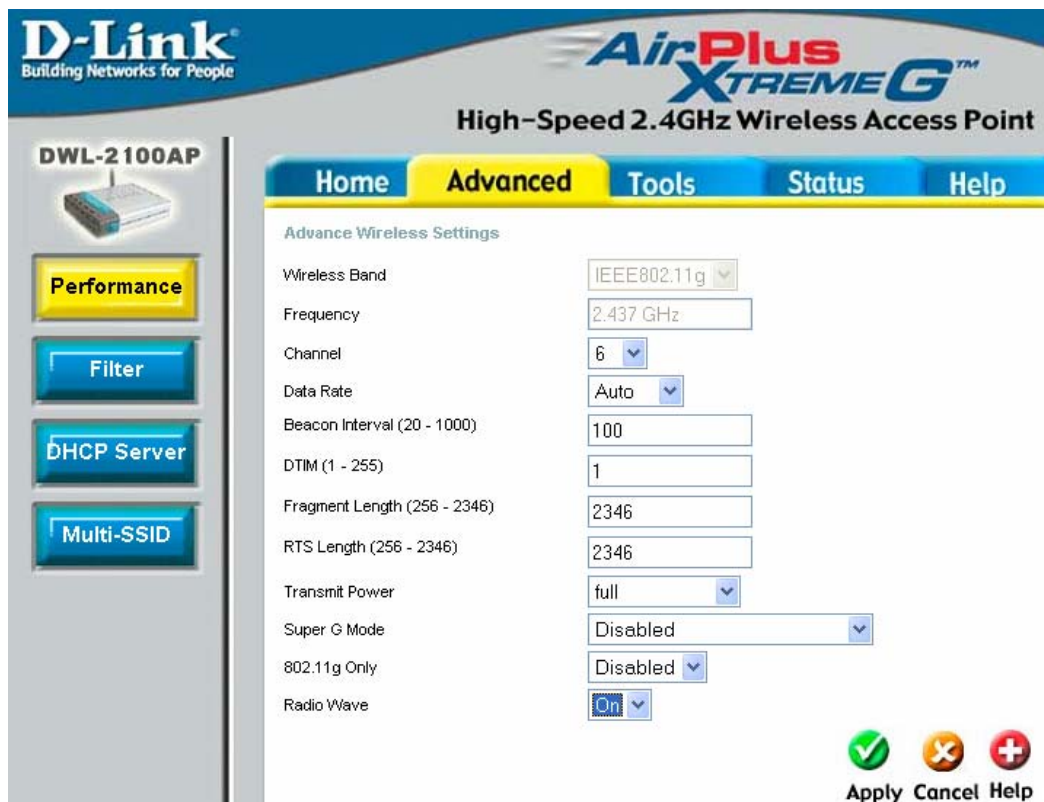 D-Link
Building Networks for People
AirPlus
XTREME G™
High-Speed 2.4GHz Wireless Access Point
DWL-2100AP
Home Advanced Tools Status Help
Performance
Filter
DHCP Server
Multi-SSID
Advance Wireless Settings
Wireless Band IEEE802.11g
Frequency 2.437 GHz
Channel 6
Data Rate Auto
Beacon Interval (20 - 1000) 100
DTIM (1 - 255) 1
Fragment Length (256 - 2346) 2346
RTS Length (256 - 2346) 2346
Transmit Power full
Super G Mode Disabled
802.11g Only Disabled
Radio Wave On
Apply Cancel Help